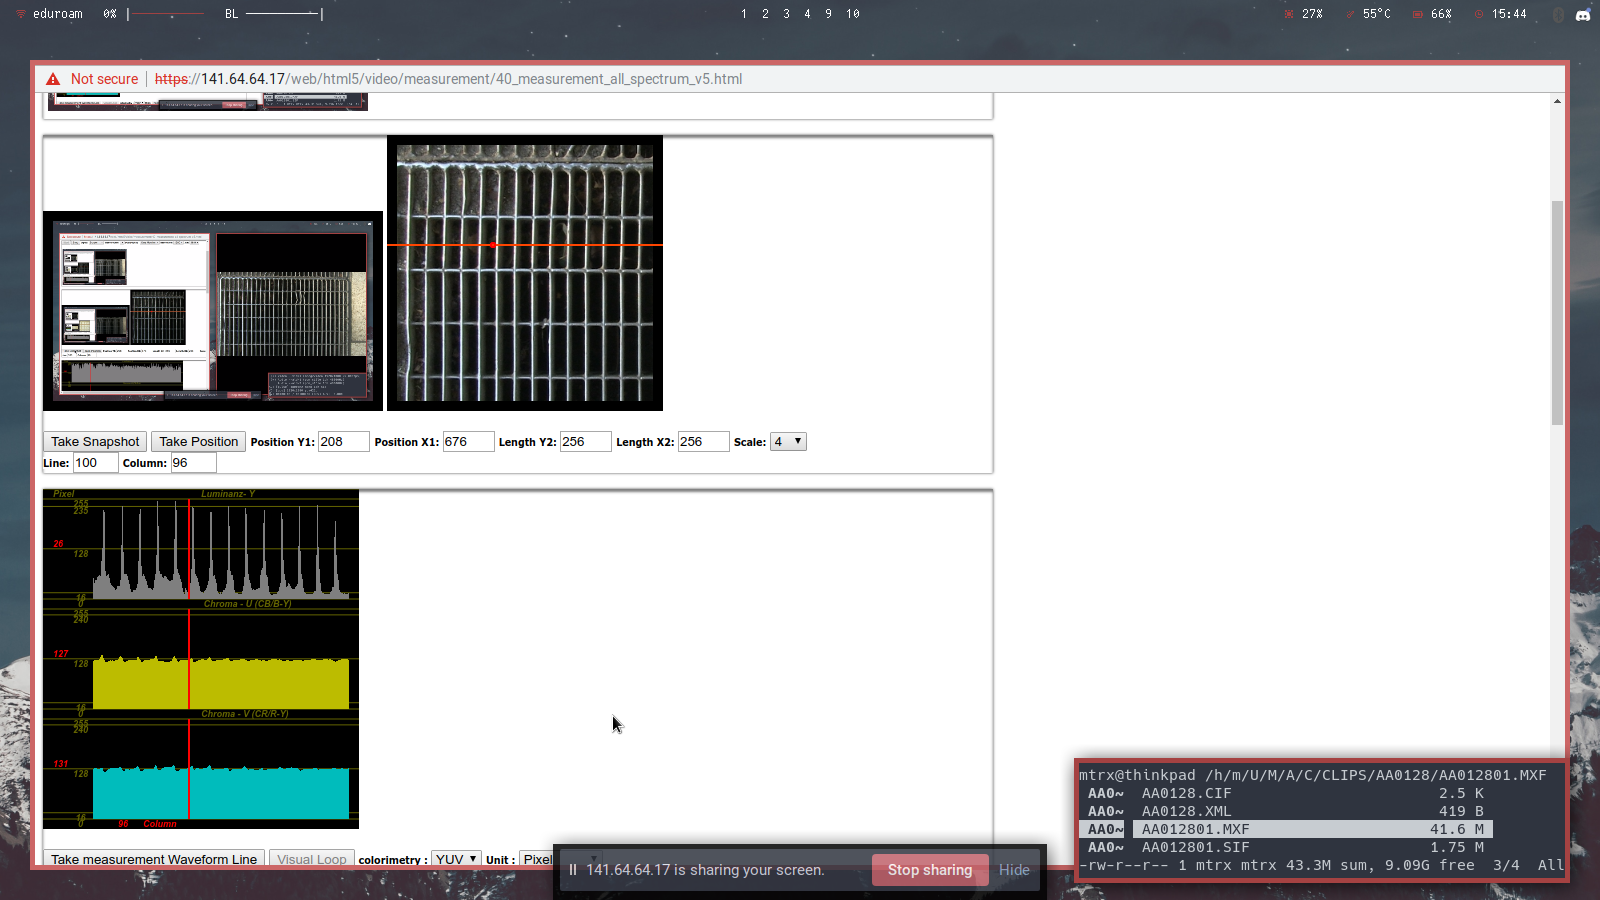 eduroam 0% BL 1 2 3 4 9 10 27% 55°C 66% 15:44
Not secure https://141.64.64.17/web/html5/video/measurement/40_measurement_all_spectrum_v5.html
Take Snapshot Take Position Position Y1: 208 Position X1: 676 Length Y2: 256 Length X2: 256 Scale: 4
Line: 100 Column: 96
Pixel Luminanz- Y
255
235
26
128
16
0 Chroma - U (CB/B-Y)
255
240
127
128
16
0 Chroma - V (CR/R-Y)
255
240
131
128
16
0
96 Column
Take measurement Waveform Line Visual Loop colorimetry : YUV Unit : Pixel
141.64.64.17 is sharing your screen. Stop sharing Hide
mtrx@thinkpad /h/m/U/M/A/C/CLIPS/AA0128/AA012801.MXF
AA0~ AA0128.CIF 2.5 K
AA0~ AA0128.XML 419 B
AA0~ AA012801.MXF 41.6 M
AA0~ AA012801.SIF 1.75 M
-rw-r--r-- 1 mtrx mtrx 43.3M sum, 9.09G free 3/4 All